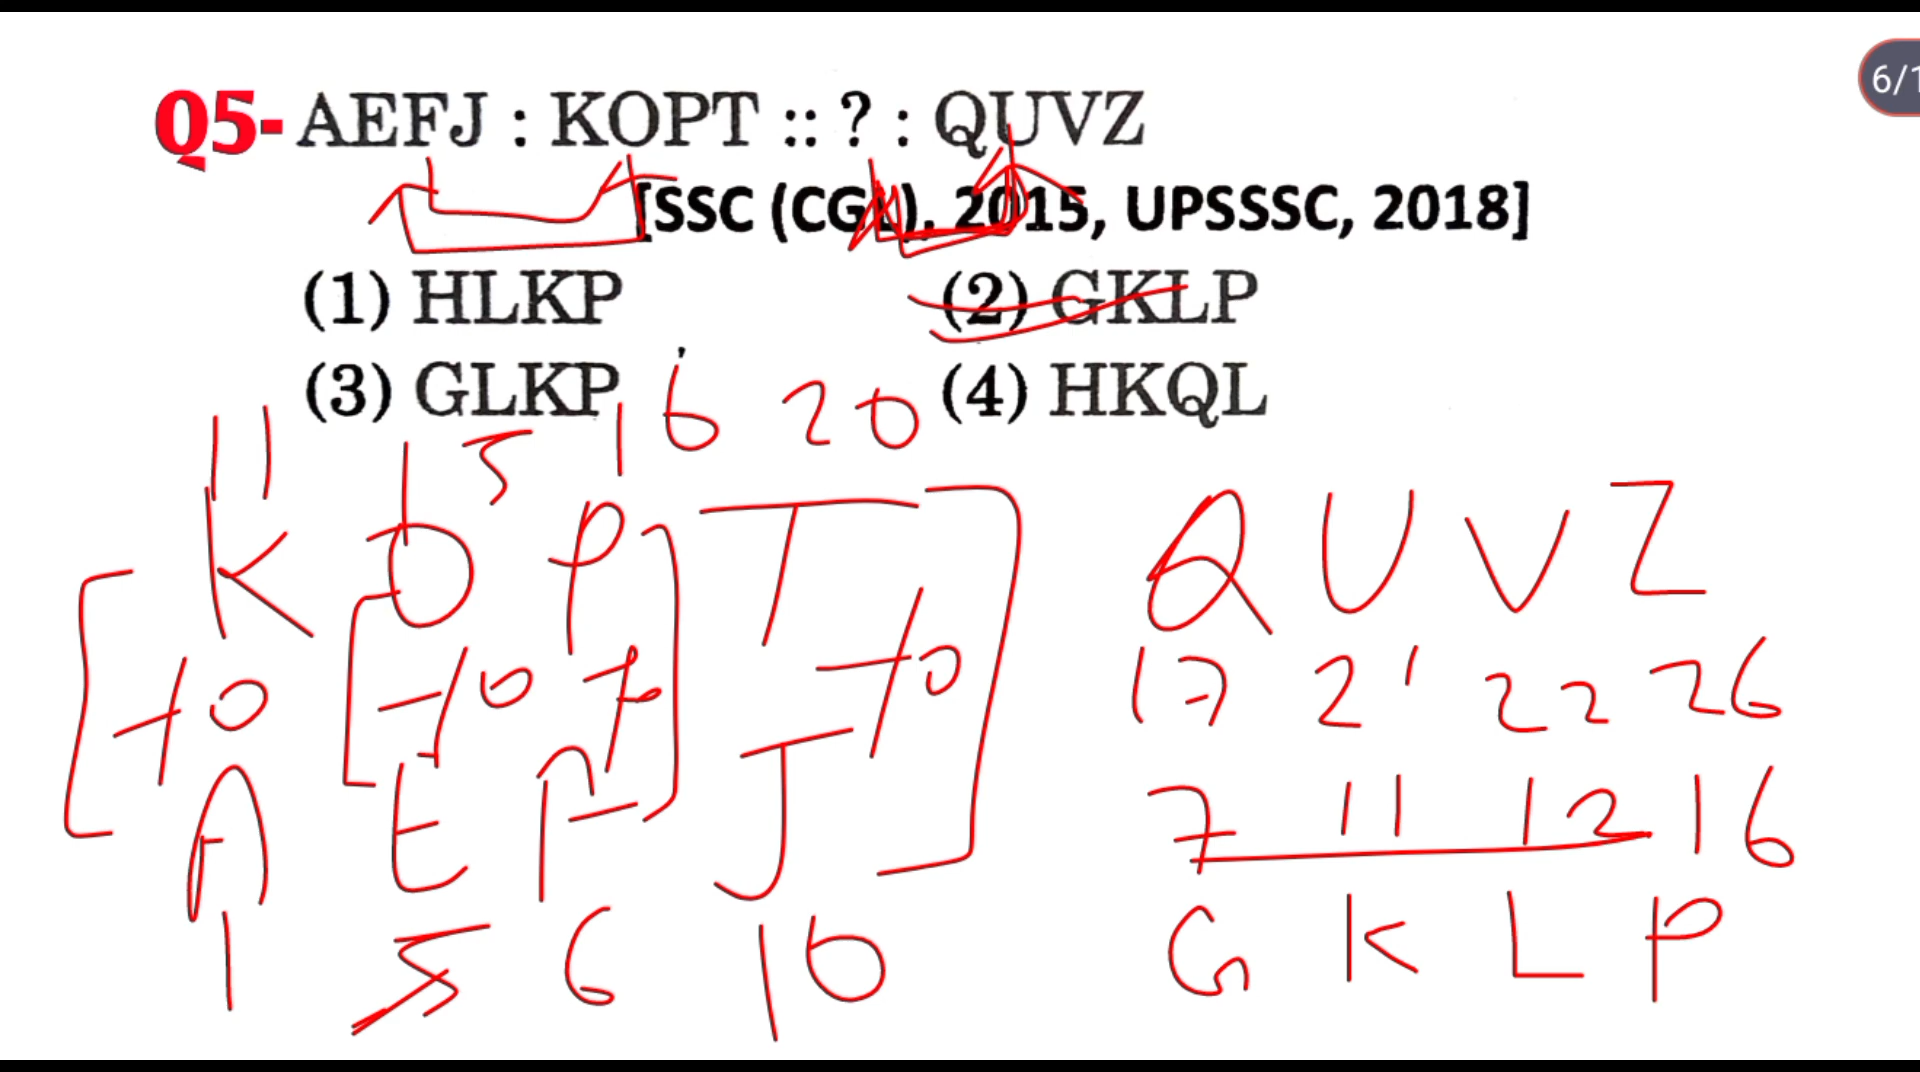 6/1
Q5- AEFJ : KOPT :: ? : QUVZ
[SSC (CGL), 2015, UPSSSC, 2018]
(1) HLKP (2) GKLP
(3) GLKP (4) HKQL
11 15 16 20
K O P T Q U V Z
-10 -10 -10 17 21 22 26
A E F J 7 11 12 16
1 5 6 10 G K L P